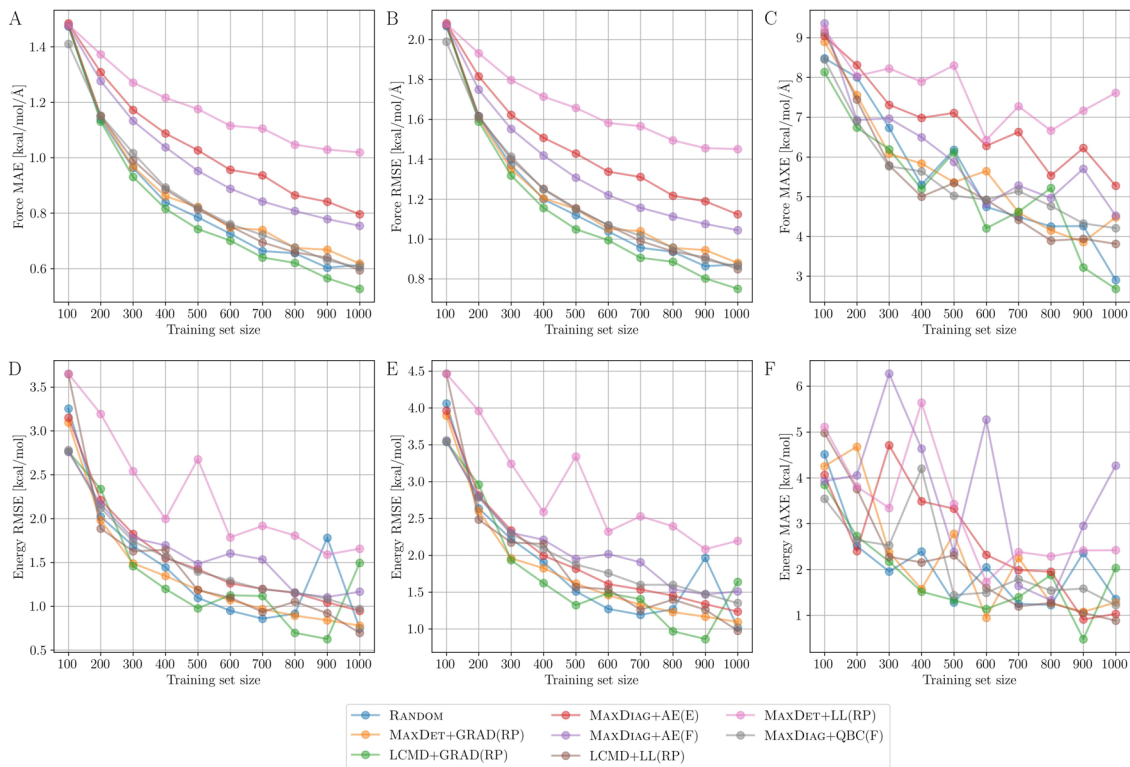 A
B
C
Force MAE [kcal/mol/Å]
1.4
1.2
1.0
0.8
0.6
100 200 300 400 500 600 700 800 900 1000
Training set size
Force RMSE [kcal/mol/Å]
2.0
1.8
1.6
1.4
1.2
1.0
0.8
100 200 300 400 500 600 700 800 900 1000
Training set size
Force MAXE [kcal/mol/Å]
9
8
7
6
5
4
3
100 200 300 400 500 600 700 800 900 1000
Training set size
D
E
F
Energy RMSE [kcal/mol]
3.5
3.0
2.5
2.0
1.5
1.0
0.5
100 200 300 400 500 600 700 800 900 1000
Training set size
Energy RMSE [kcal/mol]
4.5
4.0
3.5
3.0
2.5
2.0
1.5
1.0
100 200 300 400 500 600 700 800 900 1000
Training set size
Energy MAXE [kcal/mol]
6
5
4
3
2
1
100 200 300 400 500 600 700 800 900 1000
Training set size
RANDOM
MAXDET+GRAD(RP)
LCMD+GRAD(RP)
MAXDIAG+AE(E)
MAXDIAG+AE(F)
LCMD+LL(RP)
MAXDET+LL(RP)
MAXDIAG+QBC(F)